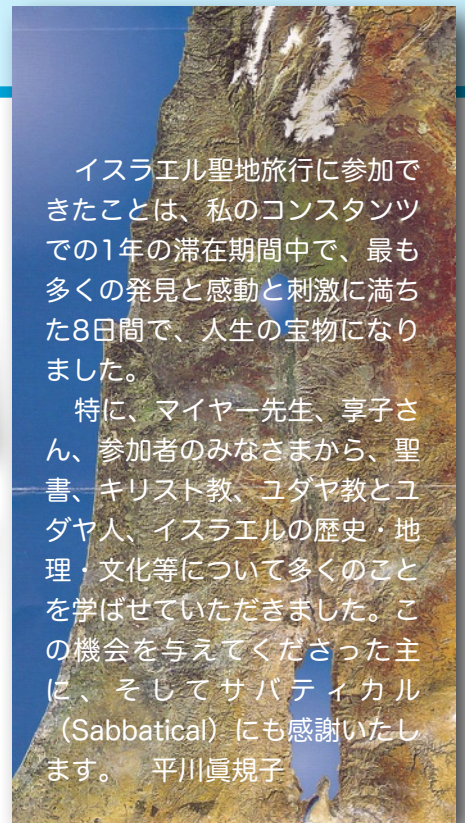 イスラエル聖地旅行に参加で
きたことは、私のコンスタンツ
での1年の滞在期間中で、最も
多くの発見と感動と刺激に満ち
た8日間で、人生の宝物になり
ました。
　特に、マイヤー先生、享子さ
ん、参加者のみなさまから、聖
書、キリスト教、ユダヤ教とユ
ダヤ人、イスラエルの歴史・地
理・文化等について多くのこと
を学ばせていただきました。こ
の機会を与えてくださった主
に、そしてサバティカル
（Sabbatical）にも感謝いたし
ます。　平川眞規子